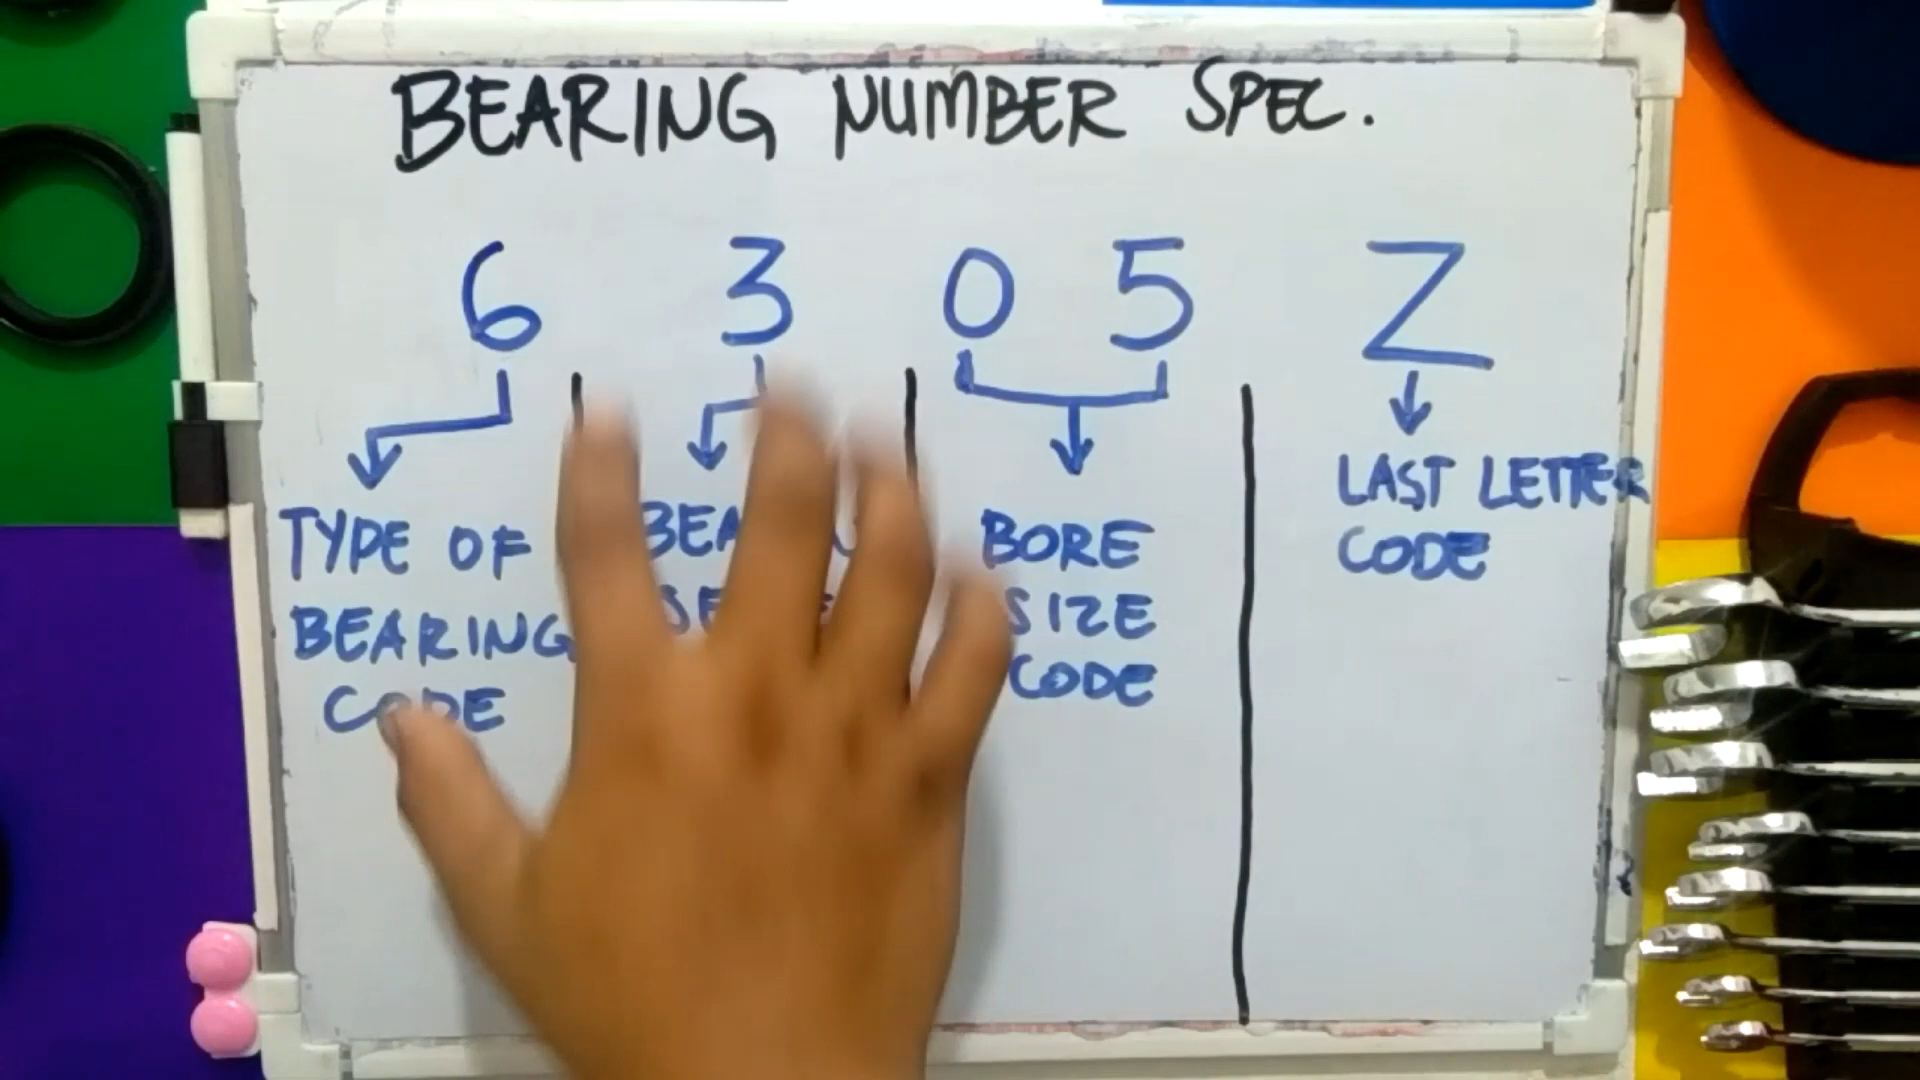 BEARING NUMBER SPEC.
6 3 0 5 Z
TYPE OF
BEARING
CODE
BORE
SIZE
CODE
LAST LETTER
CODE